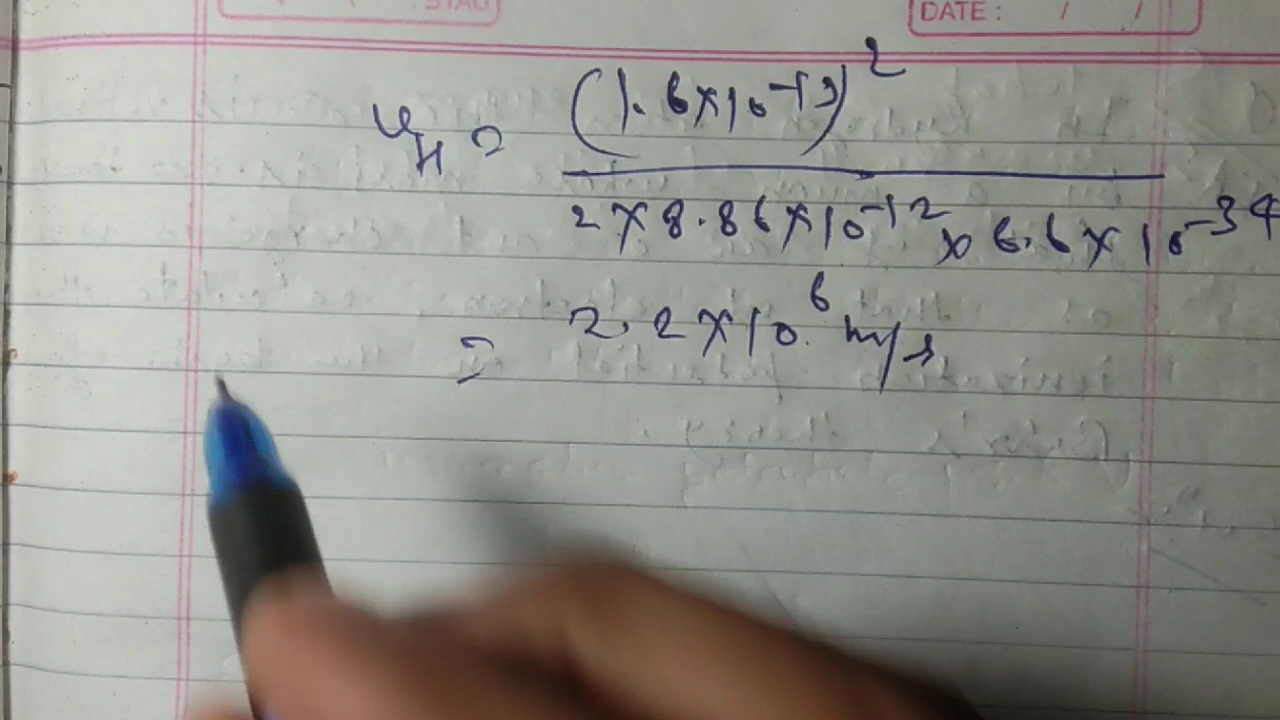 DATE : / /
v_H = (1.6×10^-19)^2
2×8.86×10^-12 × 6.6×10^-34
= 2.2×10^6 m/s